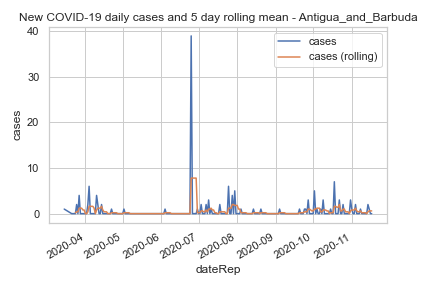 New COVID-19 daily cases and 5 day rolling mean - Antigua_and_Barbuda
cases
cases (rolling)
40
30
20
10
0
cases
2020-04
2020-05
2020-06
2020-07
2020-08
2020-09
2020-10
2020-11
dateRep